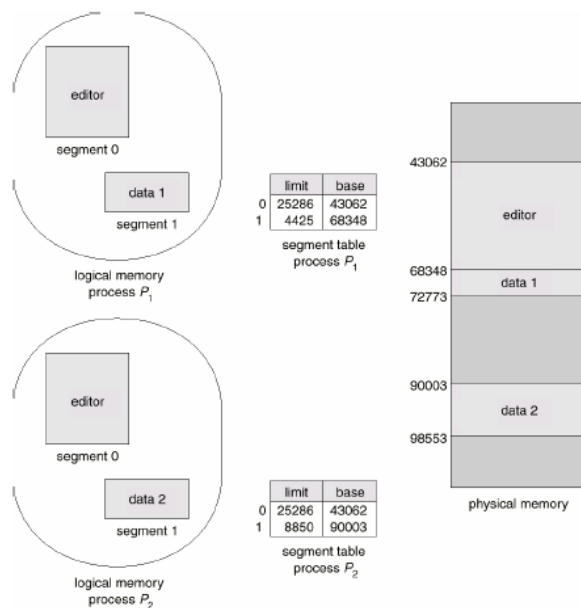 editor
segment 0
data 1
segment 1
logical memory
process P1
limit base
0 25286 43062
1 4425 68348
segment table
process P1
editor
segment 0
data 2
segment 1
logical memory
process P2
limit base
0 25286 43062
1 8850 90003
segment table
process P2
43062
editor
68348
data 1
72773
90003
data 2
98553
physical memory